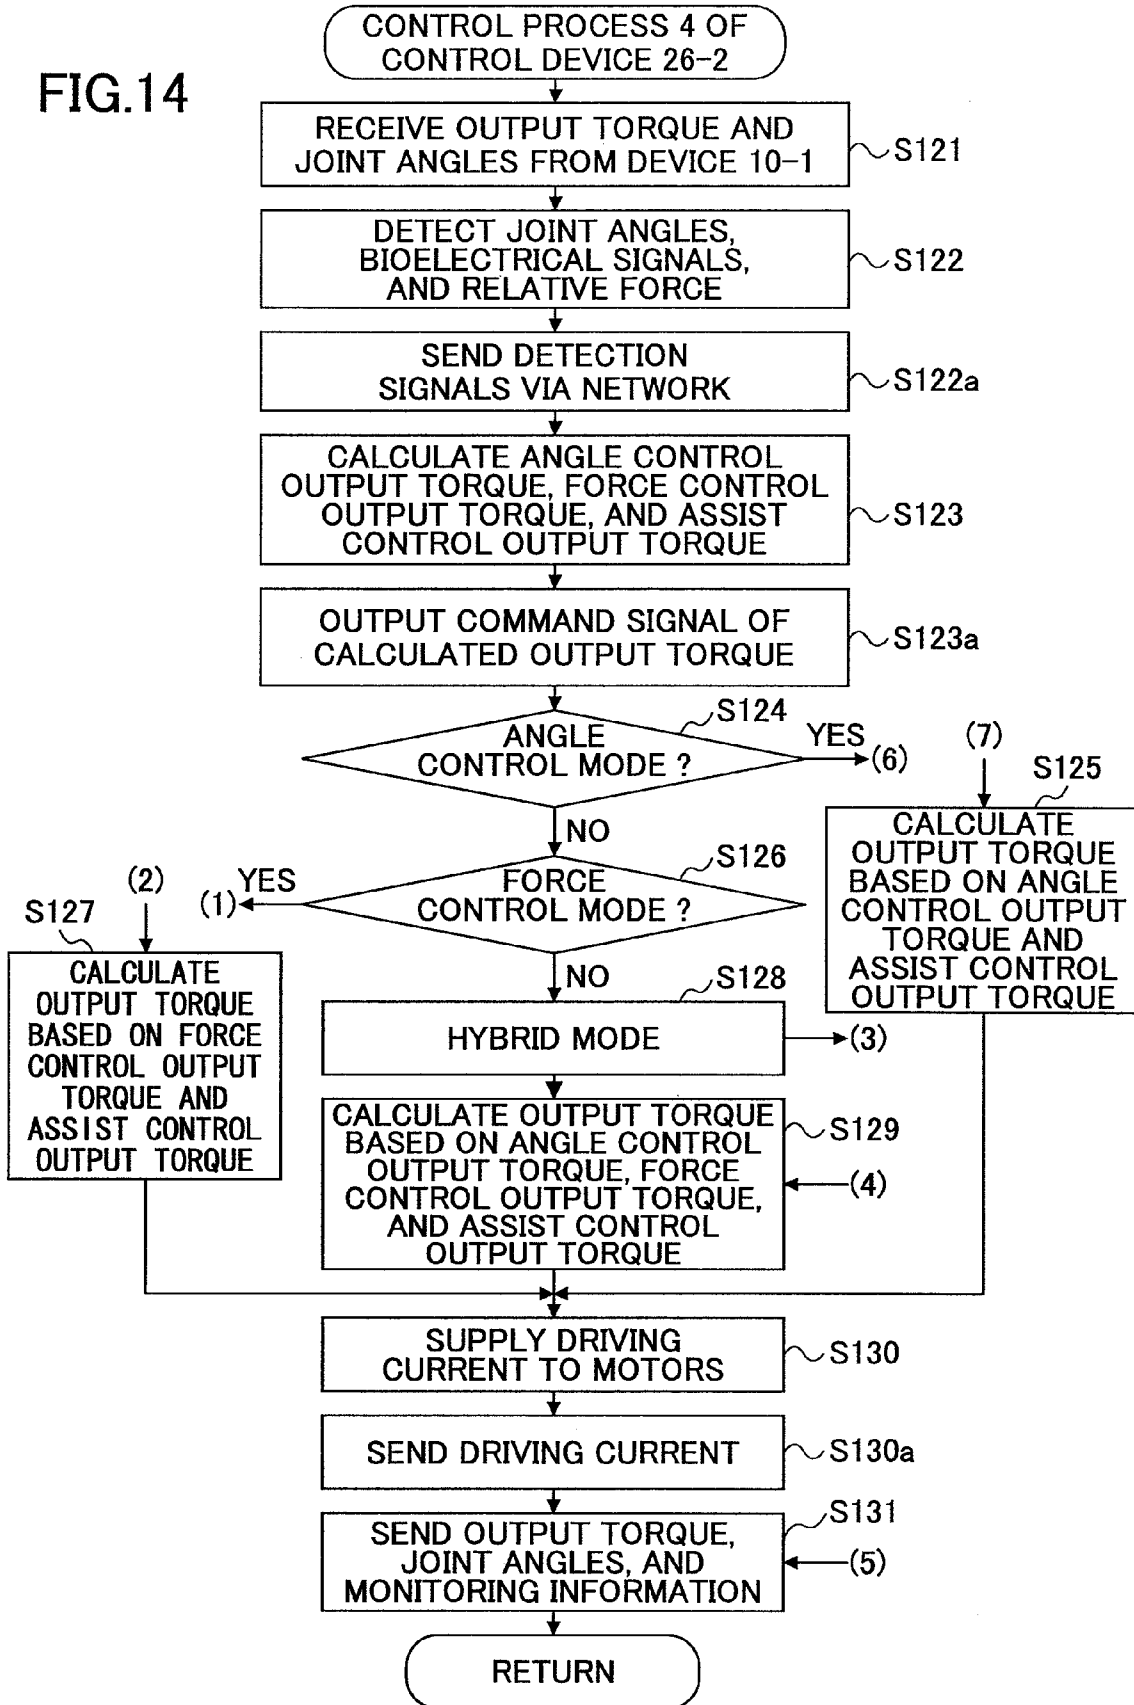 FIG.14
CONTROL PROCESS 4 OF
CONTROL DEVICE 26-2
RECEIVE OUTPUT TORQUE AND
JOINT ANGLES FROM DEVICE 10-1
S121
DETECT JOINT ANGLES,
BIOELECTRICAL SIGNALS,
AND RELATIVE FORCE
S122
SEND DETECTION
SIGNALS VIA NETWORK
S122a
CALCULATE ANGLE CONTROL
OUTPUT TORQUE, FORCE CONTROL
OUTPUT TORQUE, AND ASSIST
CONTROL OUTPUT TORQUE
S123
OUTPUT COMMAND SIGNAL OF
CALCULATED OUTPUT TORQUE
S123a
S124
ANGLE
CONTROL MODE ?
YES
(6)
NO
(7)
S125
CALCULATE
OUTPUT TORQUE
BASED ON ANGLE
CONTROL OUTPUT
TORQUE AND
ASSIST CONTROL
OUTPUT TORQUE
S126
FORCE
CONTROL MODE ?
YES
(1)
NO
(2)
S127
CALCULATE
OUTPUT TORQUE
BASED ON FORCE
CONTROL OUTPUT
TORQUE AND
ASSIST CONTROL
OUTPUT TORQUE
S128
HYBRID MODE
(3)
CALCULATE OUTPUT TORQUE
BASED ON ANGLE CONTROL
OUTPUT TORQUE, FORCE
CONTROL OUTPUT TORQUE,
AND ASSIST CONTROL
OUTPUT TORQUE
S129
(4)
SUPPLY DRIVING
CURRENT TO MOTORS
S130
SEND DRIVING CURRENT
S130a
S131
SEND OUTPUT TORQUE,
JOINT ANGLES, AND
MONITORING INFORMATION
(5)
RETURN